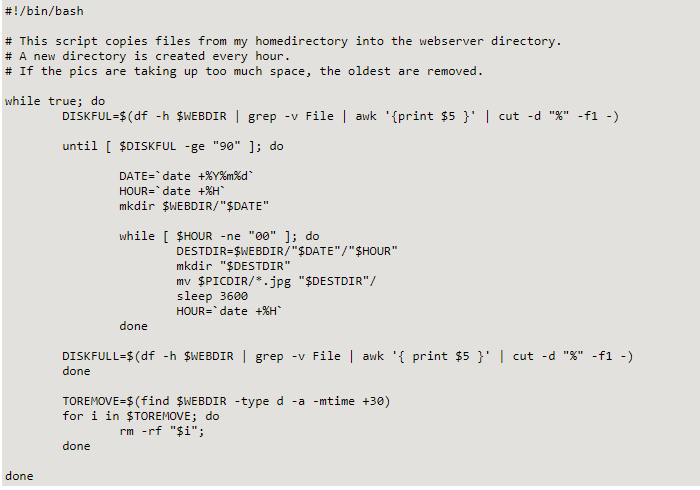 #!/bin/bash
# This script copies files from my homedirectory into the webserver directory.
# A new directory is created every hour.
# If the pics are taking up too much space, the oldest are removed.
while true; do
DISKFUL=$(df -h $WEBDIR | grep -v File | awk '{print $5 }' | cut -d "%" -f1 -)
until [ $DISKFUL -ge "90" ]; do
DATE=`date +%Y%m%d`
HOUR=`date +%H`
mkdir $WEBDIR/"$DATE"
while [ $HOUR -ne "00" ]; do
DESTDIR=$WEBDIR/"$DATE"/"$HOUR"
mkdir "$DESTDIR"
mv $PICDIR/*.jpg "$DESTDIR"/
sleep 3600
HOUR=`date +%H`
done
DISKFULL=$(df -h $WEBDIR | grep -v File | awk '{ print $5 }' | cut -d "%" -f1 -)
done
TOREMOVE=$(find $WEBDIR -type d -a -mtime +30)
for i in $TOREMOVE; do
rm -rf "$i";
done
done